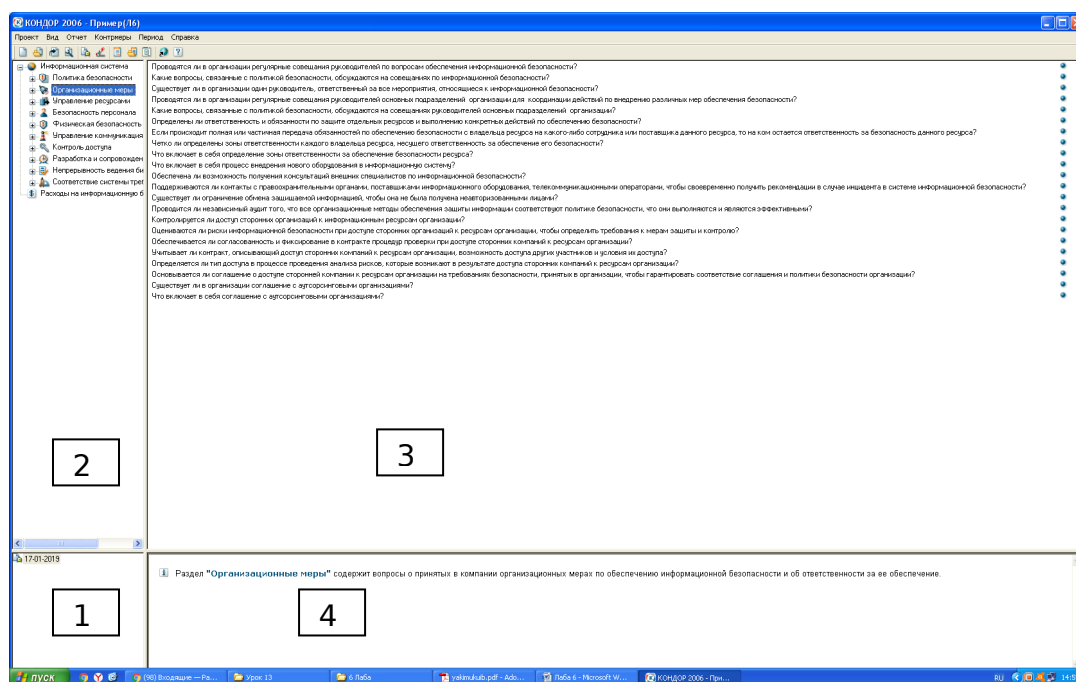 КОНДОР 2006 - Пример(Л6)
Проект Вид Отчет Контрмеры Период Справка
Информационная система
Политика безопасности
Организационные меры
Управление ресурсами
Безопасность персонала
Физическая безопасность
Управление коммуникация
Контроль доступа
Разработка и сопровожден
Непрерывность ведения би
Соответствие системы трег
Расходы на информационную б
Проводятся ли в организации регулярные совещания руководителей по вопросам обеспечения информационной безопасности?
Какие вопросы, связанные с политикой безопасности, обсуждаются на совещаниях по информационной безопасности?
Существует ли в организации один руководитель, ответственный за все мероприятия, относящиеся к информационной безопасности?
Проводятся ли в организации регулярные совещания руководителей основных подразделений организации для координации действий по внедрению различных мер обеспечения безопасности?
Какие вопросы, связанные с политикой безопасности, обсуждаются на совещаниях руководителей основных подразделений организации?
Определены ли ответственность и обязанности по защите отдельных ресурсов и выполнению конкретных действий по обеспечению безопасности?
Если происходит полная или частичная передача обязанностей по обеспечению безопасности с владельца ресурса на какого-либо сотрудника или поставщика данного ресурса, то на ком остается ответственность за безопасность данного ресурса?
Четко ли определены зоны ответственности каждого владельца ресурса, несущего ответственность за обеспечение его безопасности?
Что включает в себя определение зоны ответственности за обеспечение безопасности ресурса?
Что включает в себя процесс внедрения нового оборудования в информационную систему?
Обеспечена ли возможность получения консультаций внешних специалистов по информационной безопасности?
Поддерживаются ли контакты с правоохранительными органами, поставщиками информационного оборудования, телекоммуникационными операторами, чтобы своевременно получить рекомендации в случае инцидента в системе информационной безопасности?
Существует ли ограничение обмена защищаемой информацией, чтобы она не была получена неавторизованными лицами?
Проводится ли независимый аудит того, что все организационные методы обеспечения защиты информации соответствуют политике безопасности, что они выполняются и являются эффективными?
Контролируется ли доступ сторонних организаций к информационным ресурсам организации?
Оцениваются ли риски информационной безопасности при доступе сторонних организаций к ресурсам организации, чтобы определить требования к мерам защиты и контролю?
Обеспечивается ли согласованность и фиксирование в контракте процедур проверки при доступе сторонних компаний к ресурсам организации?
Учитывает ли контракт, описывающий доступ сторонних компаний к ресурсам организации, возможность доступа других участников и условия их доступа?
Определяется ли тип доступа в процессе проведения анализа рисков, которые возникают в результате доступа сторонних компаний к ресурсам организации?
Основывается ли соглашение о доступе сторонней компании к ресурсам организации на требованиях безопасности, принятых в организации, чтобы гарантировать соответствие соглашения и политики безопасности организации?
Существует ли в организации соглашение с аутсорсинговыми организациями?
Что включает в себя соглашение с аутсорсинговыми организациями?
2
3
17-01-2019
Раздел "Организационные меры" содержит вопросы о принятых в компании организационных мерах по обеспечению информационной безопасности и об ответственности за ее обеспечение.
1
4
пуск
(98) Входящие — Ра...
Урок 13
6 Лаба
yakimukuib.pdf - Ado...
Лаба 6 - Microsoft W...
КОНДОР 2006 - При...
RU
14:5